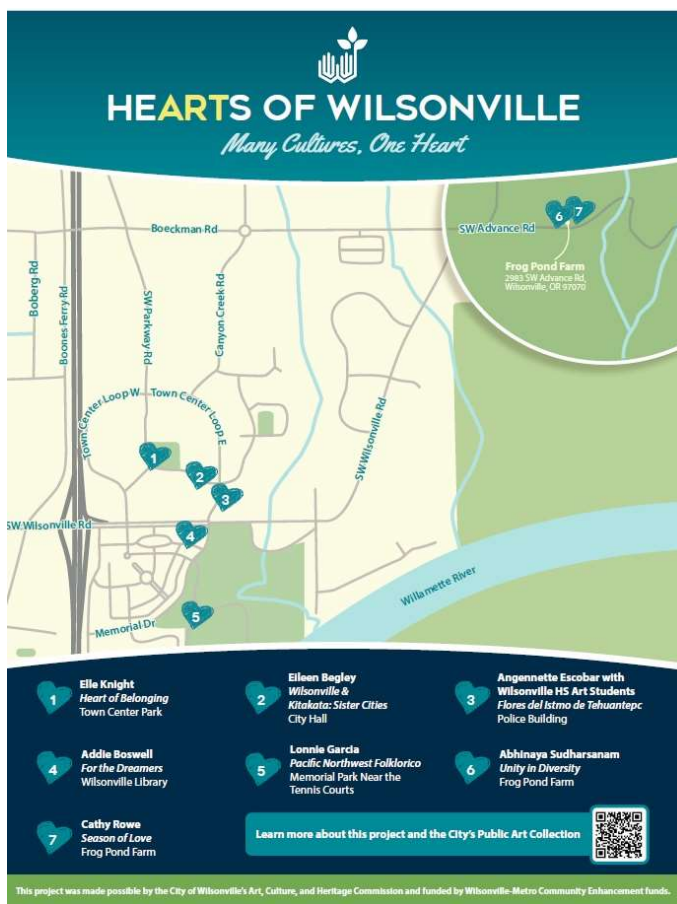 HEARTS OF WILSONVILLE
Many Cultures, One Heart
Boeckman Rd
SW Advance Rd
6
7
Frog Pond Farm
2983 SW Advance Rd,
Wilsonville, OR 97070
Boberg Rd
Boones Ferry Rd
SW Parkway Rd
Canyon Creek Rd
Town Center Loop W
Town Center Loop E
SW Wilsonville Rd
1
2
3
SW Wilsonville Rd
4
5
Memorial Dr
Willamette River
1
Elle Knight
Heart of Belonging
Town Center Park
2
Eileen Begley
Wilsonville &
Kitakata: Sister Cities
City Hall
3
Angennette Escobar with
Wilsonville HS Art Students
Flores del Istmo de Tehuantepc
Police Building
4
Addie Boswell
For the Dreamers
Wilsonville Library
5
Lonnie Garcia
Pacific Northwest Folklorico
Memorial Park Near the
Tennis Courts
6
Abhinaya Sudharsanam
Unity in Diversity
Frog Pond Farm
7
Cathy Rowe
Season of Love
Frog Pond Farm
Learn more about this project and the City's Public Art Collection
This project was made possible by the City of Wilsonville's Art, Culture, and Heritage Commission and funded by Wilsonville-Metro Community Enhancement funds.